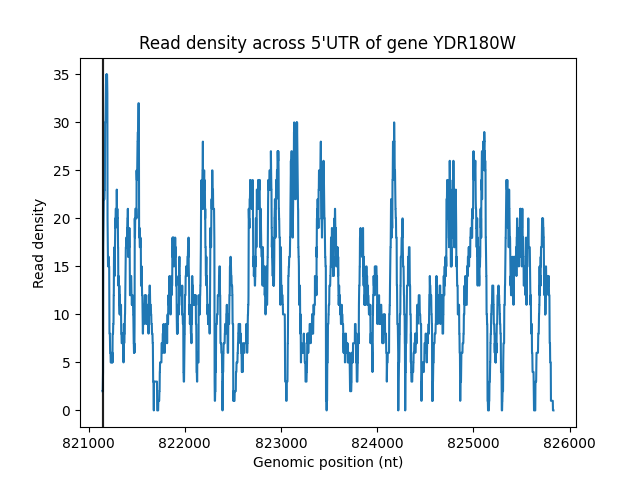 Read density across 5'UTR of gene YDR180W
35
30
25
20
15
10
5
0
Read density
821000 822000 823000 824000 825000 826000
Genomic position (nt)